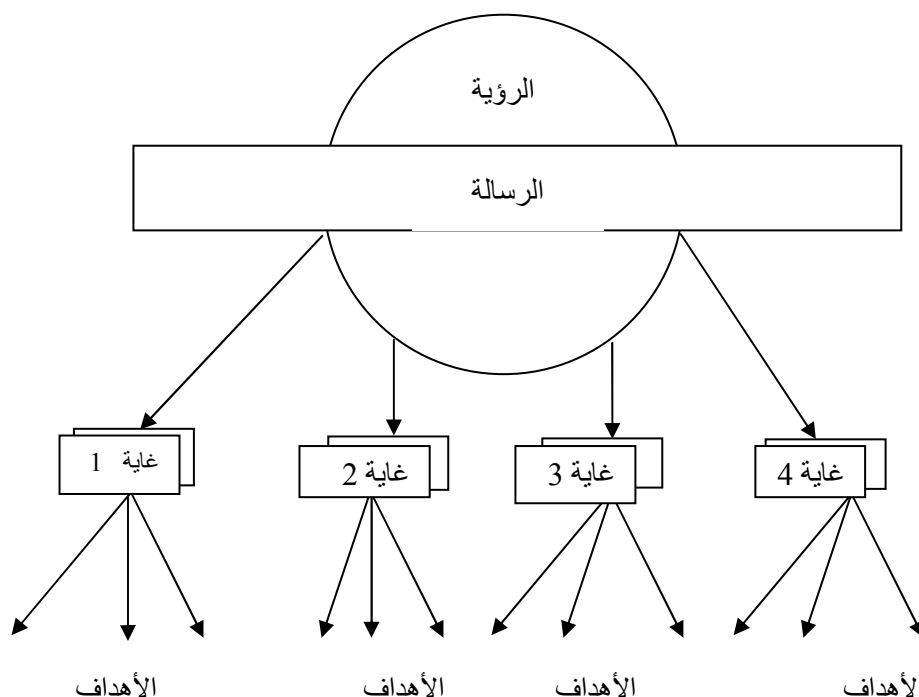 الرؤية
الرسالة
غاية 1
غاية 2
غاية 3
غاية 4
الأهداف
الأهداف
الأهداف
الأهداف